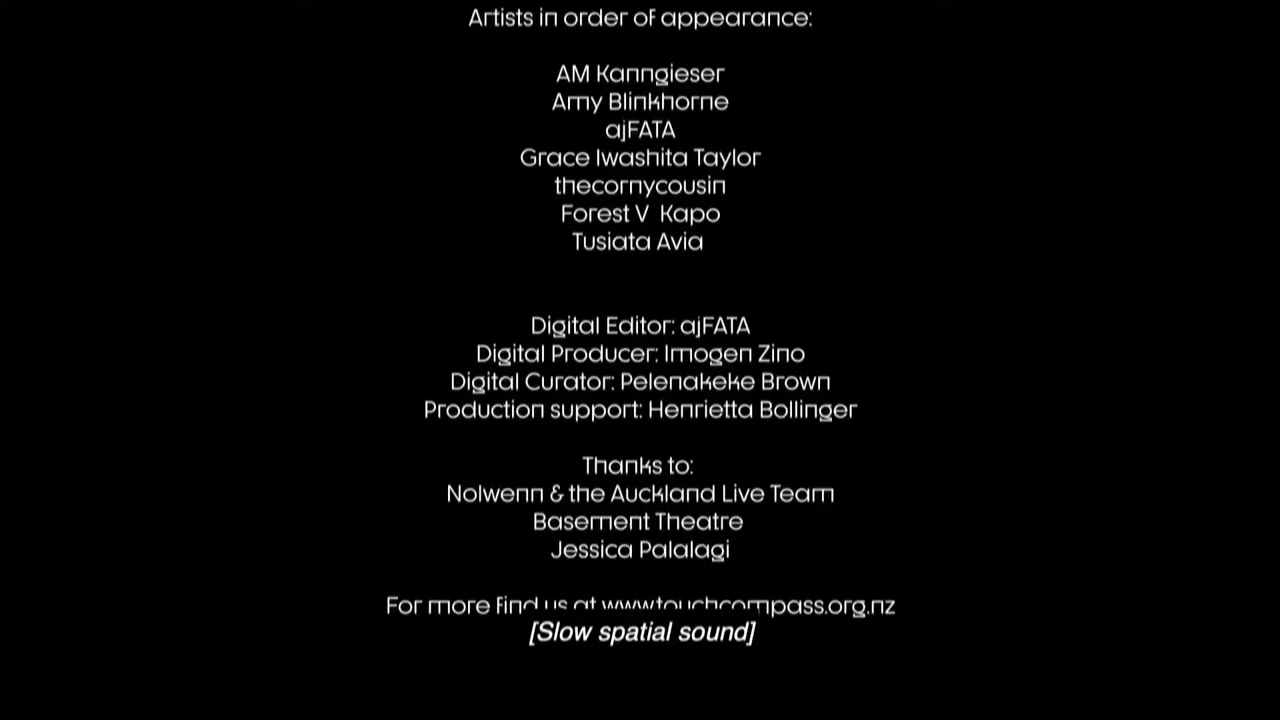 Artists in order of appearance:
AM Kanngieser
Amy Blinkhorne
ajFATA
Grace Iwashita Taylor
thecornycousin
Forest V Kapo
Tusiata Avia
Digital Editor: ajFATA
Digital Producer: Imogen Zino
Digital Curator: Pelenakeke Brown
Production support: Henrietta Bollinger
Thanks to:
Nolwenn & the Auckland Live Team
Basement Theatre
Jessica Palalagi
For more find us at www.touchcompass.org.nz
[Slow spatial sound]